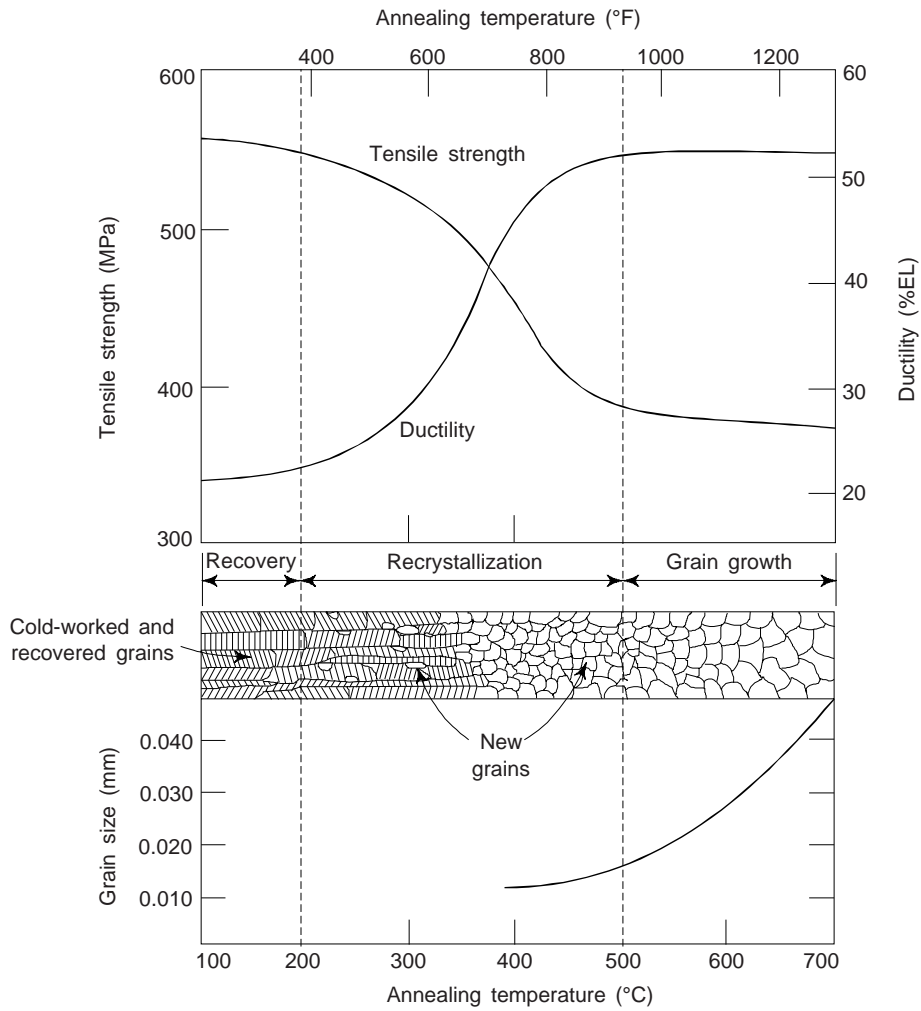 Annealing temperature (°F)
400 600 800 1000 1200
600
60
Tensile strength
50
500
Tensile strength (MPa)
40
Ductility (%EL)
400
30
Ductility
20
300
Recovery Recrystallization Grain growth
Cold-worked and
recovered grains
New
grains
0.040
0.030
0.020
0.010
Grain size (mm)
100 200 300 400 500 600 700
Annealing temperature (°C)